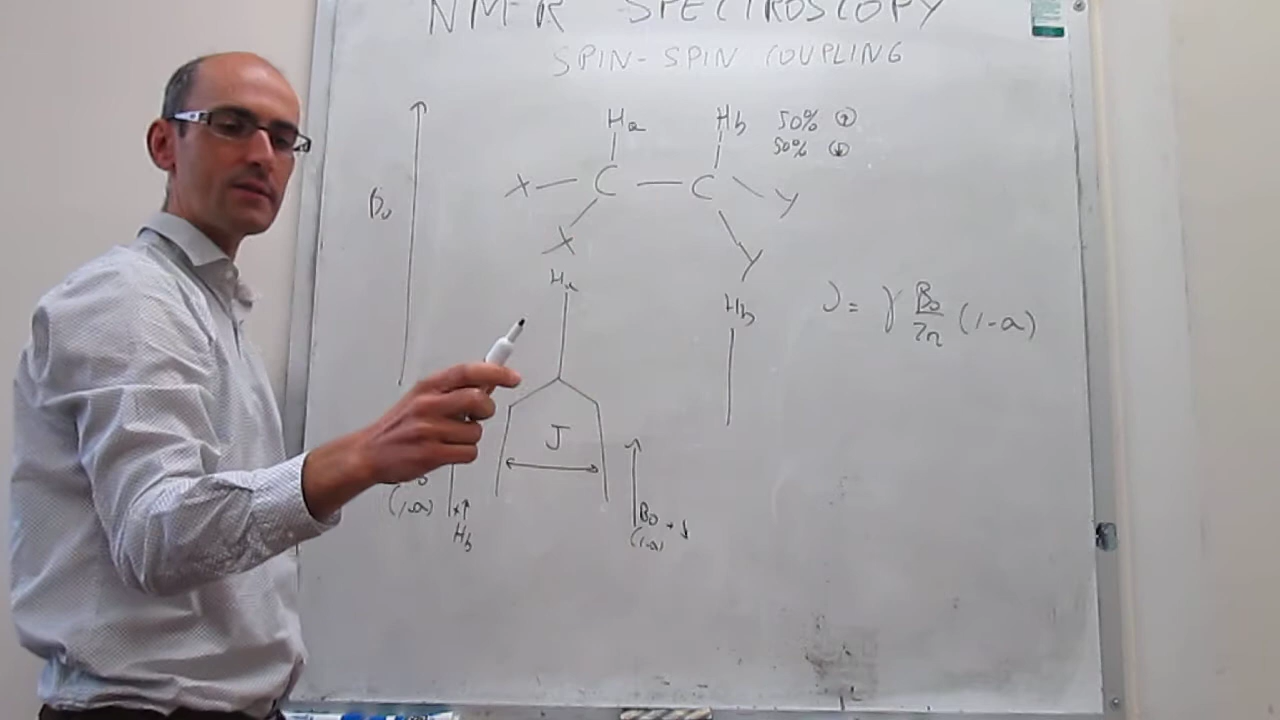 NMR SPECTROSCOPY
SPIN-SPIN COUPLING
Ha Hb 50% ↑
50% ↓
X — C — C — Y
X Y
B₀
Ha
Hb
ν = γ B₀/2π (1-σ)
J
(1-σ) + ↑
Hb
B₀ + ↓
(1-σ)